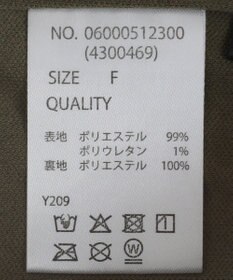 NO. 06000512300
(4300469)
SIZE F
QUALITY
表地 ポリエステル 99%
ポリウレタン 1%
裏地 ポリエステル 100%
Y209